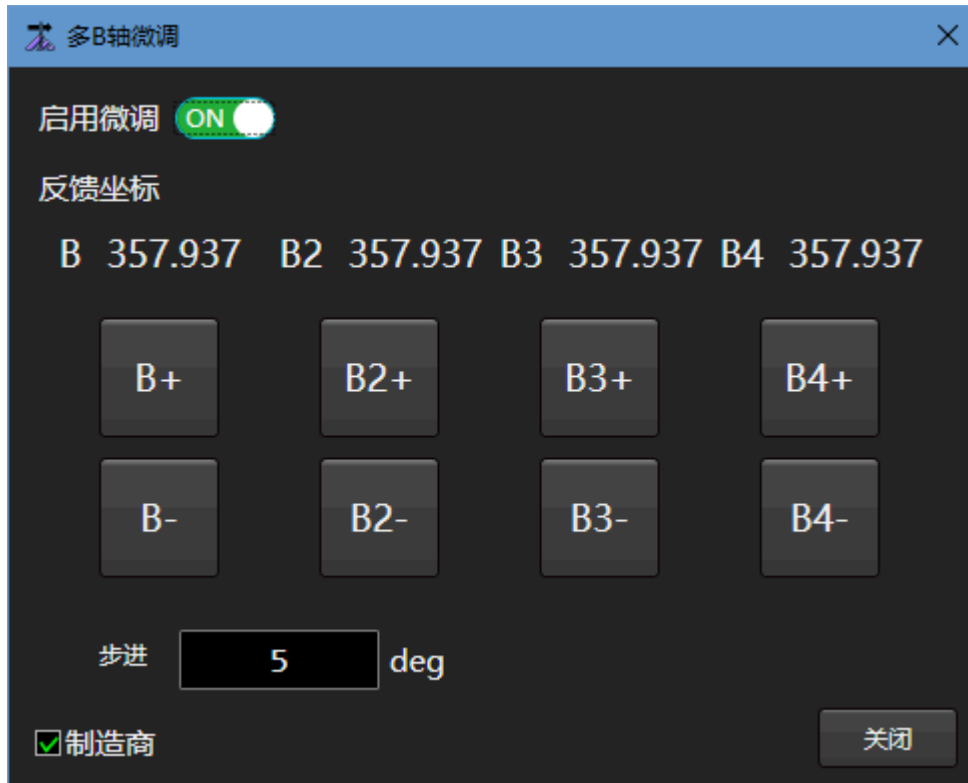 多B轴微调
启用微调 ON
反馈坐标
B 357.937 B2 357.937 B3 357.937 B4 357.937
B+ B2+ B3+ B4+
B- B2- B3- B4-
步进 5 deg
制造商
关闭